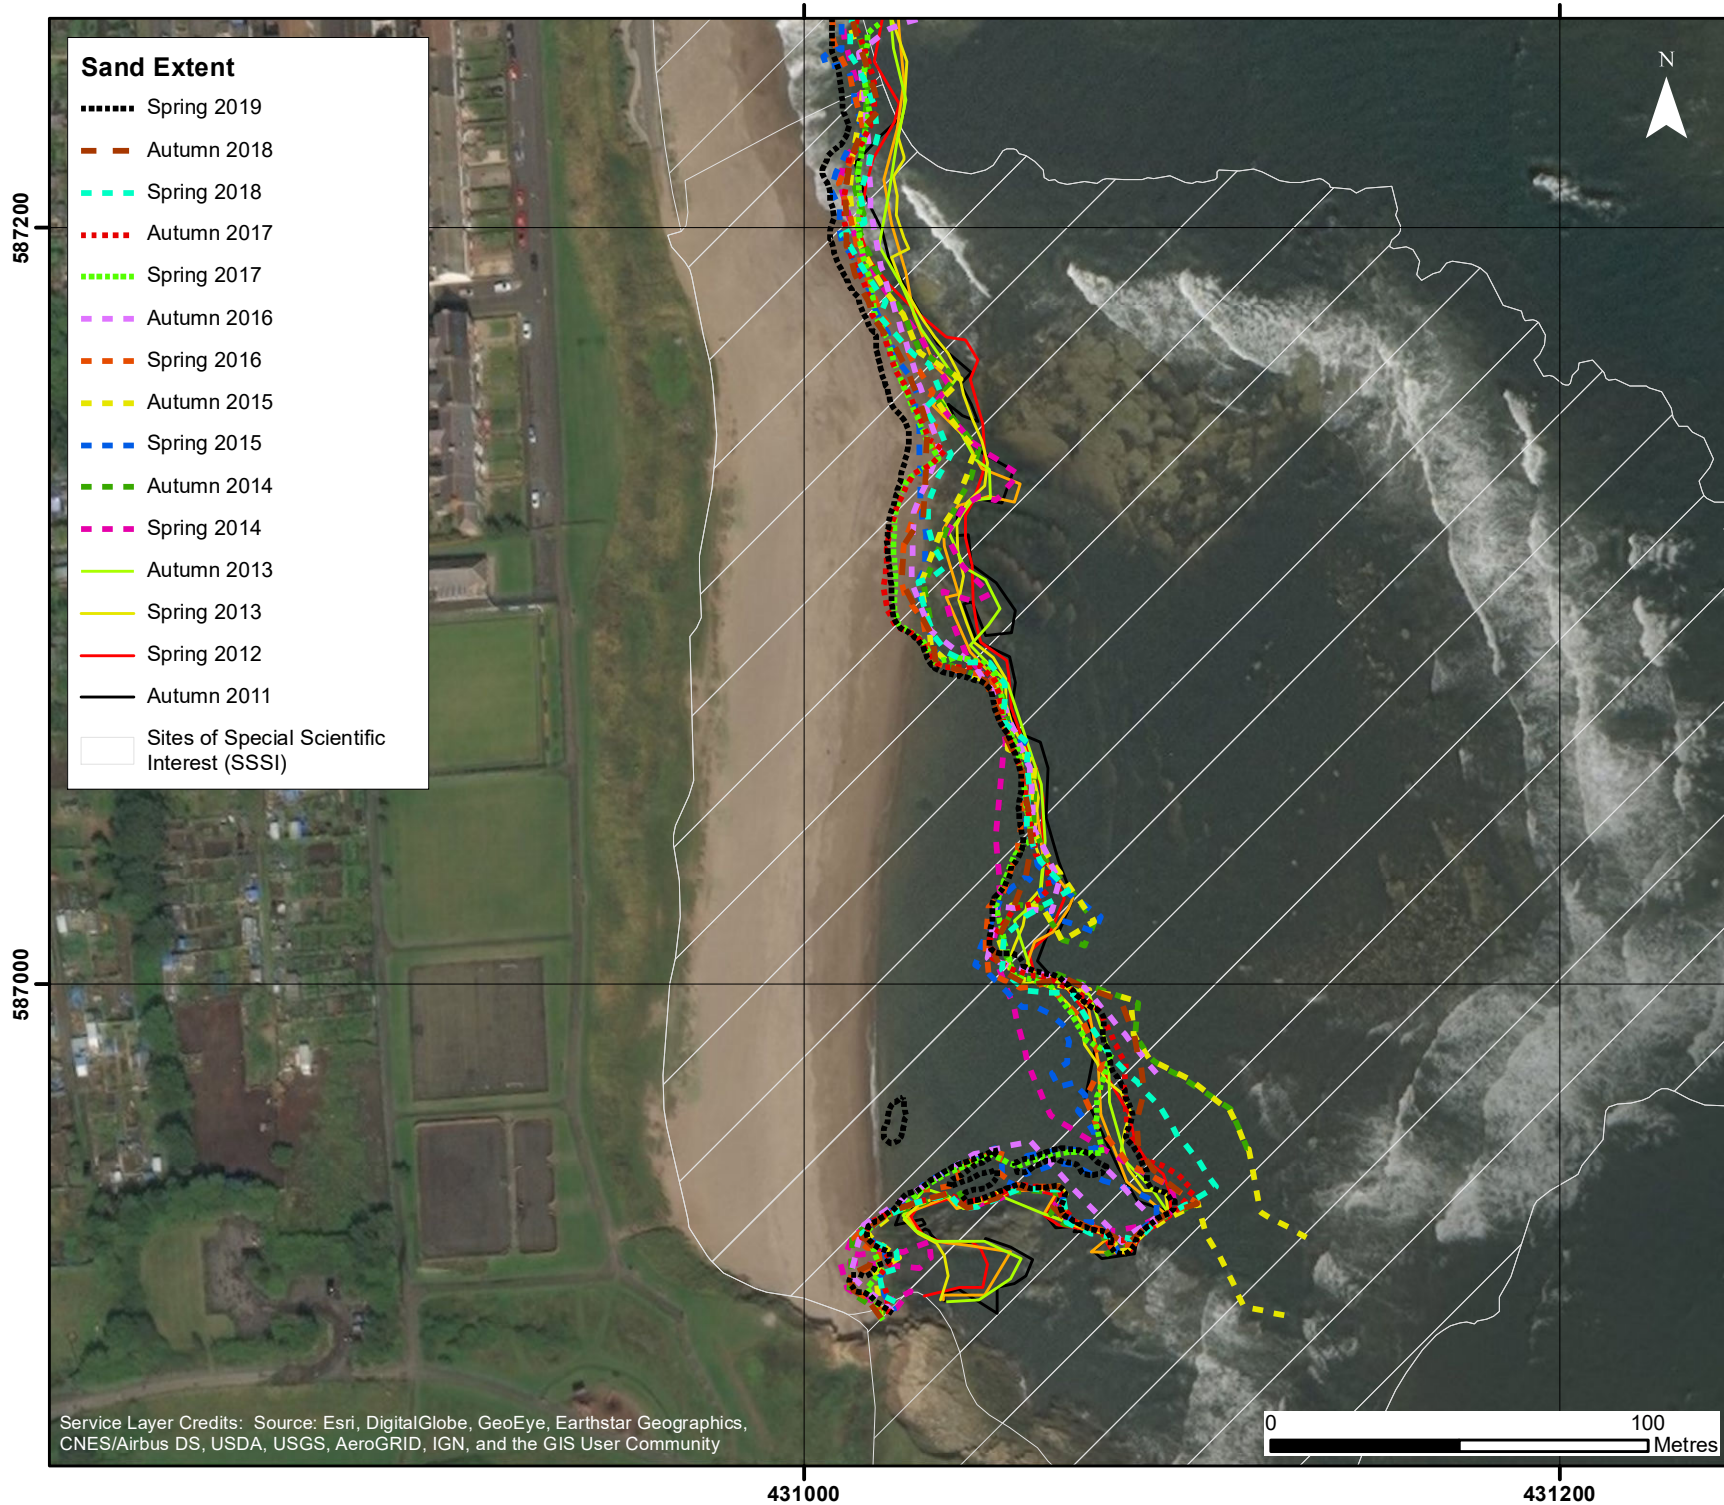 Sand Extent
Spring 2019
Autumn 2018
Spring 2018
Autumn 2017
Spring 2017
Autumn 2016
Spring 2016
Autumn 2015
Spring 2015
Autumn 2014
Spring 2014
Autumn 2013
Spring 2013
Spring 2012
Autumn 2011
Sites of Special Scientific
Interest (SSSI)
N
587200
587000
Service Layer Credits: Source: Esri, DigitalGlobe, GeoEye, Earthstar Geographics,
CNES/Airbus DS, USDA, USGS, AeroGRID, IGN, and the GIS User Community
0 100
Metres
431000 431200